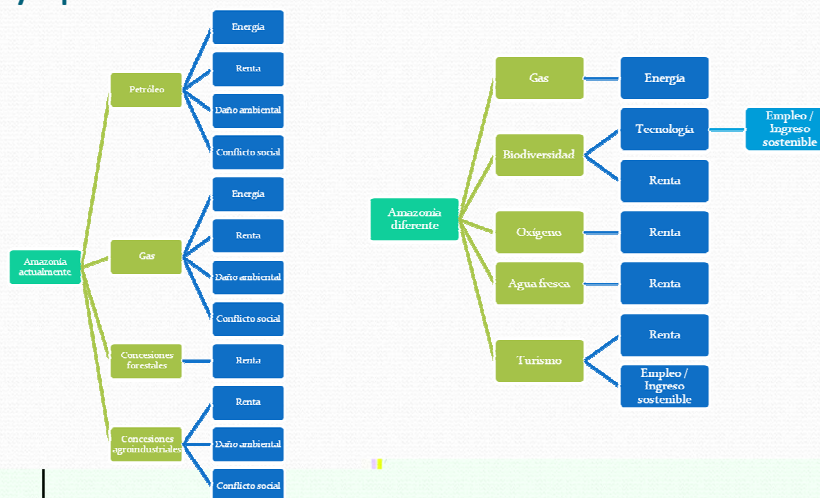 Amazonía
actualmente
Petróleo
Energía
Renta
Daño ambiental
Conflicto social
Gas
Energía
Renta
Daño ambiental
Conflicto social
Concesiones
forestales
Renta
Concesiones
agroindustriales
Renta
Daño ambiental
Conflicto social
Amazonía
diferente
Gas
Energía
Biodiversidad
Tecnología
Empleo /
Ingreso
sostenible
Renta
Oxígeno
Renta
Agua fresca
Renta
Turismo
Renta
Empleo /
Ingreso
sostenible